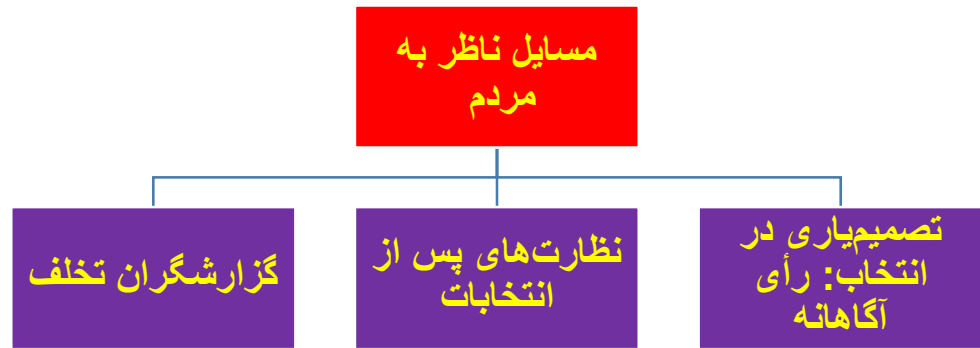 مسایل ناظر به
مردم
تصمیم‌یاری در
انتخاب: رأی
آگاهانه
نظارت‌های پس از
انتخابات
گزارشگران تخلف